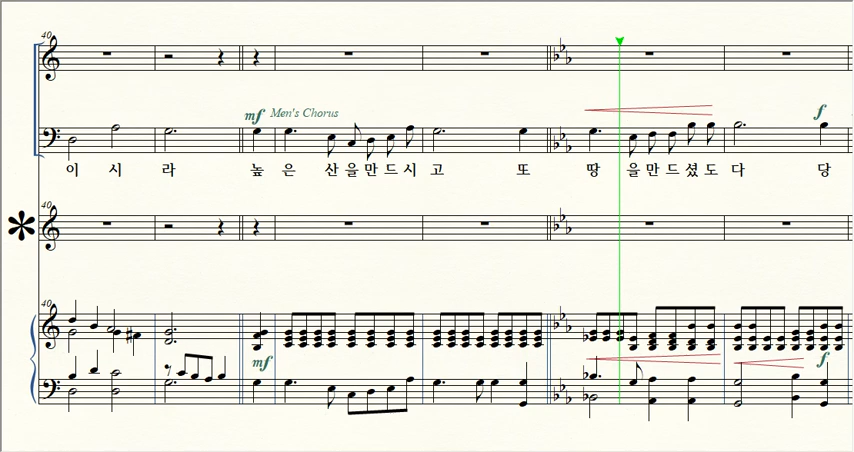 40
mf Men's Chorus f
이 시 라 높 은 산 을 만 드 시 고 또 땅 을 만 드 셨 도 다 당
40
40
mf f